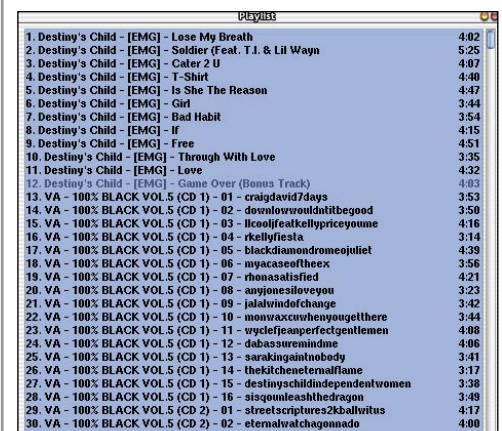 Playlist
1. Destiny's Child - [EMG] - Lose My Breath 4:02
2. Destiny's Child - [EMG] - Soldier (Feat. T.I. & Lil Wayn 5:25
3. Destiny's Child - [EMG] - Cater 2 U 4:07
4. Destiny's Child - [EMG] - T-Shirt 4:40
5. Destiny's Child - [EMG] - Is She The Reason 4:47
6. Destiny's Child - [EMG] - Girl 3:44
7. Destiny's Child - [EMG] - Bad Habit 3:54
8. Destiny's Child - [EMG] - If 4:15
9. Destiny's Child - [EMG] - Free 4:51
10. Destiny's Child - [EMG] - Through With Love 3:35
11. Destiny's Child - [EMG] - Love 4:32
12. Destiny's Child - [EMG] - Game Over (Bonus Track) 4:03
13. VA - 100% BLACK VOL.5 (CD 1) - 01 - craigdavid7days 3:53
14. VA - 100% BLACK VOL.5 (CD 1) - 02 - downlowwouldntitbegood 3:50
15. VA - 100% BLACK VOL.5 (CD 1) - 03 - llcooljfeatkellypriceyoume 4:16
16. VA - 100% BLACK VOL.5 (CD 1) - 04 - rkellyfiesta 3:14
17. VA - 100% BLACK VOL.5 (CD 1) - 05 - blackdiamondromeojuliet 4:39
18. VA - 100% BLACK VOL.5 (CD 1) - 06 - myacaseoftheex 3:56
19. VA - 100% BLACK VOL.5 (CD 1) - 07 - rhonasatisfied 4:21
20. VA - 100% BLACK VOL.5 (CD 1) - 08 - anyjonesiloveyou 3:23
21. VA - 100% BLACK VOL.5 (CD 1) - 09 - jalalwindofchange 3:42
22. VA - 100% BLACK VOL.5 (CD 1) - 10 - monwaxcuwhenyougetthere 3:44
23. VA - 100% BLACK VOL.5 (CD 1) - 11 - wyclefjeanperfectgentlemen 4:08
24. VA - 100% BLACK VOL.5 (CD 1) - 12 - dabassuremindme 4:06
25. VA - 100% BLACK VOL.5 (CD 1) - 13 - sarakingaintnobody 3:41
26. VA - 100% BLACK VOL.5 (CD 1) - 14 - thekitcheneternalflame 3:17
27. VA - 100% BLACK VOL.5 (CD 1) - 15 - destinyschildindependentwomen 3:38
28. VA - 100% BLACK VOL.5 (CD 1) - 16 - sisqounleashthedragon 3:49
29. VA - 100% BLACK VOL.5 (CD 2) - 01 - streetscriptures2kballwitus 4:17
30. VA - 100% BLACK VOL.5 (CD 2) - 02 - eternalwatchagonnado 4:00